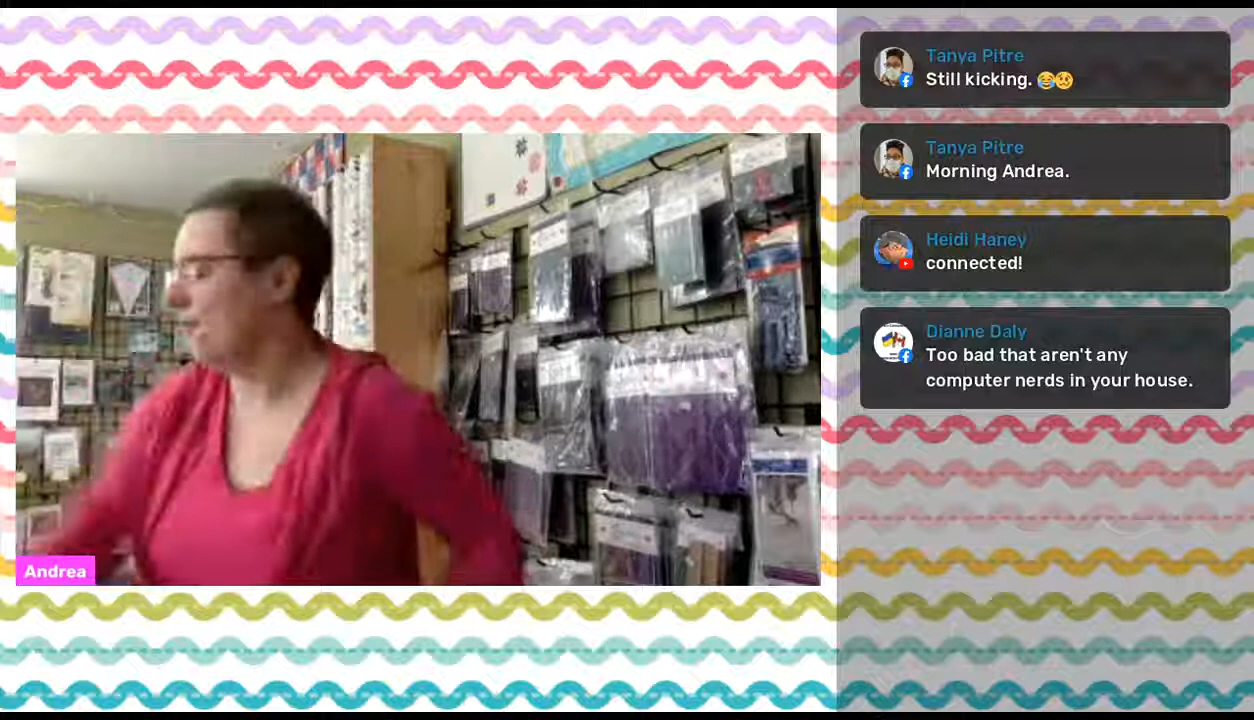 Tanya Pitre
Still kicking. 😂🥴
Tanya Pitre
Morning Andrea.
Heidi Haney
connected!
Dianne Daly
Too bad that aren't any
computer nerds in your house.
Andrea